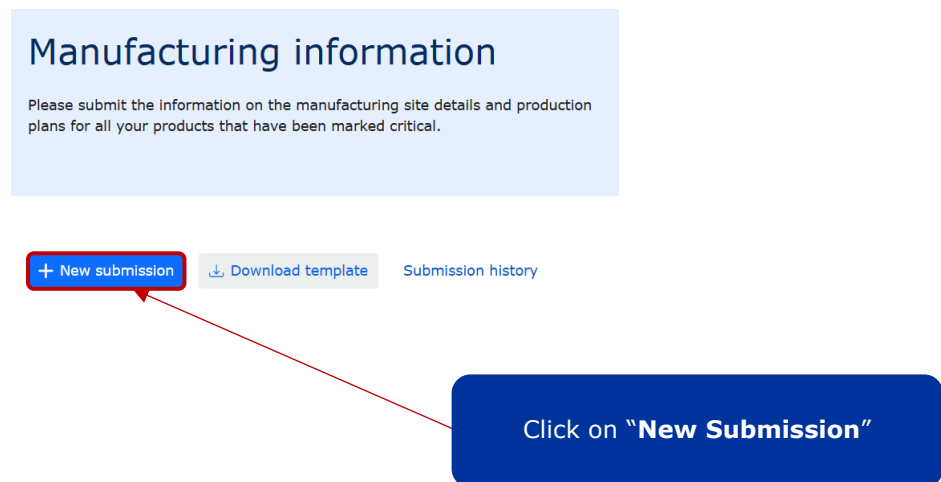 Manufacturing information
Please submit the information on the manufacturing site details and production
plans for all your products that have been marked critical.
+ New submission
Download template
Submission history
Click on “New Submission”